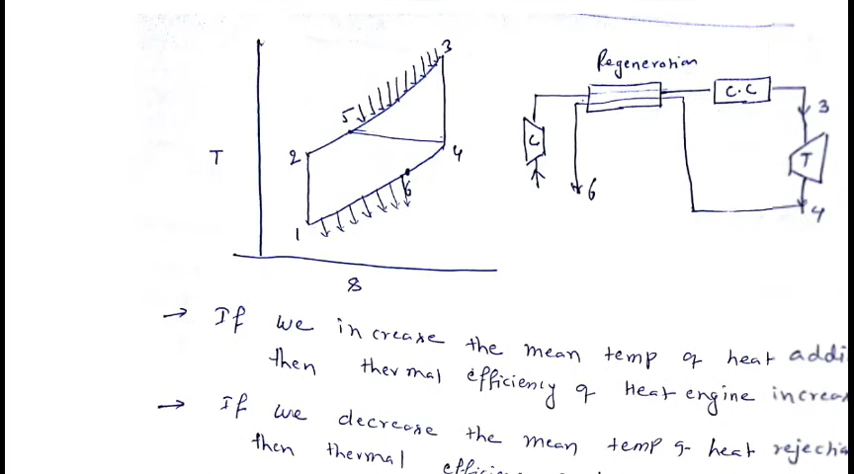 3
Regeneration
5
C.C
3
2
4
C
T
T
6
6
4
1
S
→ If we increase the mean temp of heat addi
then thermal efficiency of Heat engine increas
→ If we decrease the mean temp of heat rejectio
then thermal